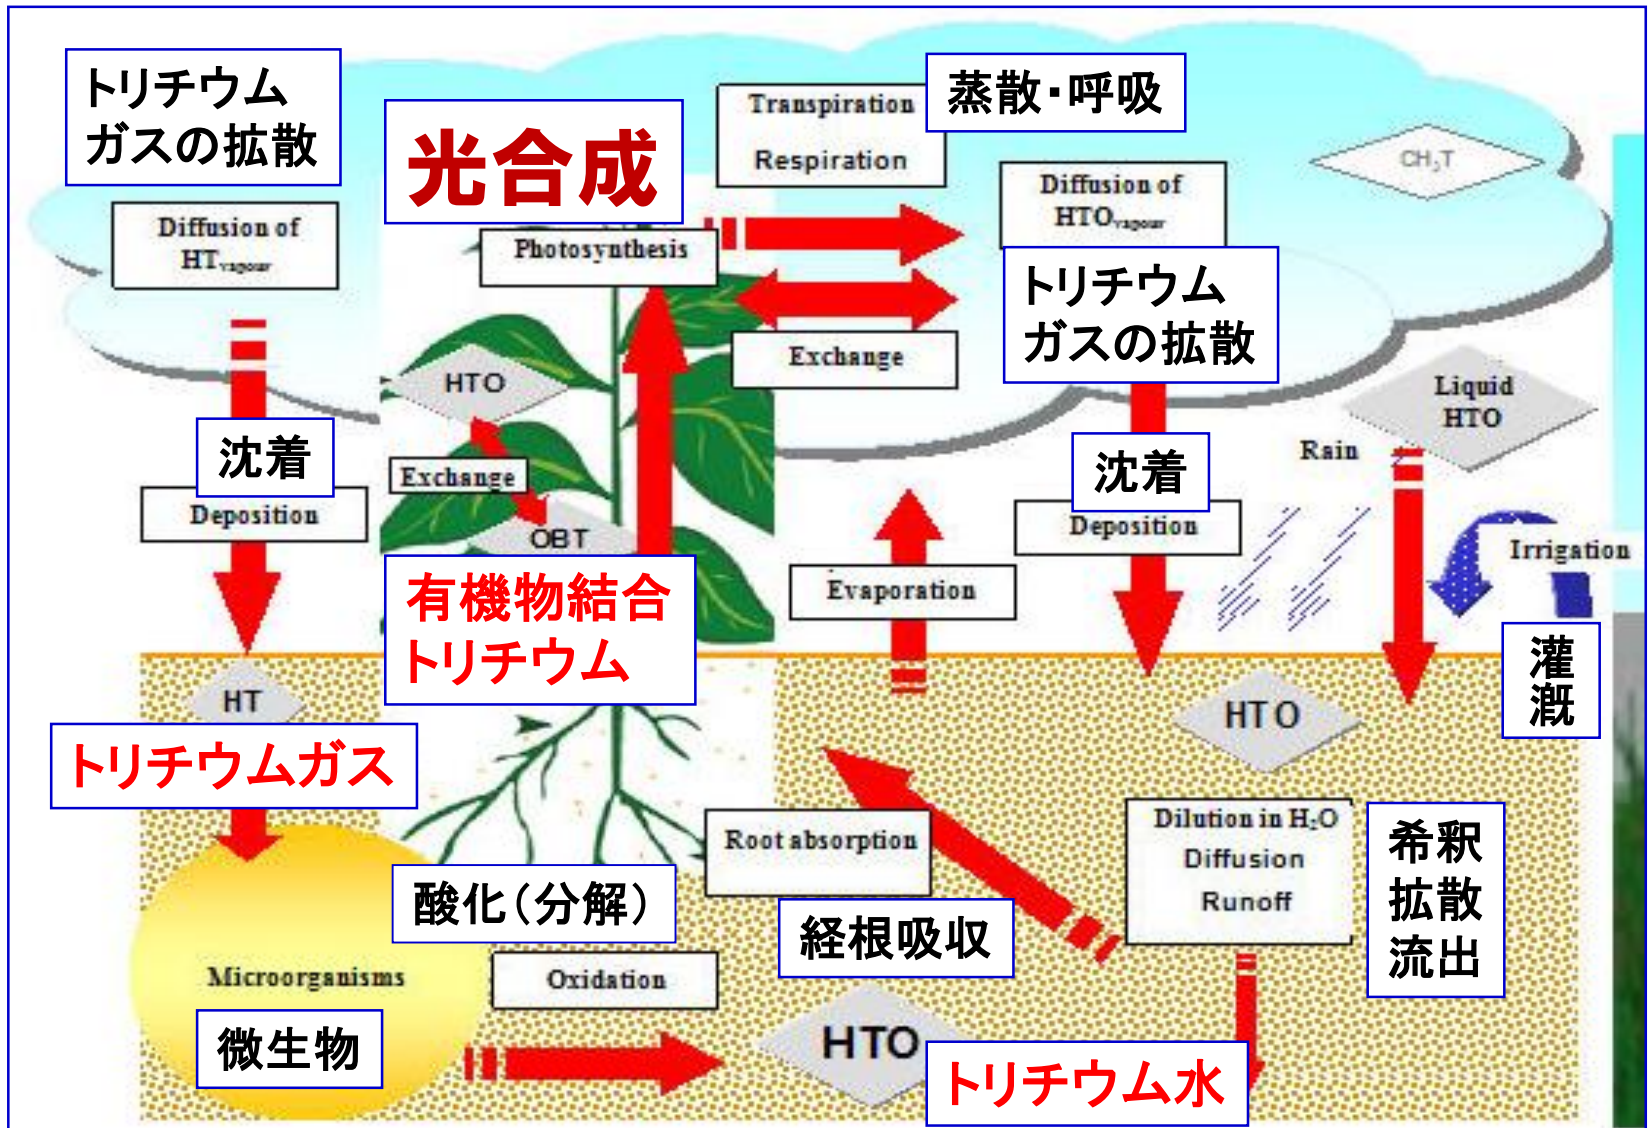 トリチウム
ガスの拡散
Diffusion of
HTvapour
光合成
Photosynthesis
Transpiration
Respiration
蒸散・呼吸
Diffusion of
HTOvapour
トリチウム
ガスの拡散
CH3T
Exchange
HTO
Exchange
OBT
有機物結合
トリチウム
沈着
Deposition
Evaporation
沈着
Deposition
Rain
Liquid
HTO
Irrigation
灌
漑
HT
トリチウムガス
HTO
Root absorption
経根吸収
Dilution in H2O
Diffusion
Runoff
希釈
拡散
流出
酸化（分解）
Oxidation
Microorganisms
微生物
HTO
トリチウム水